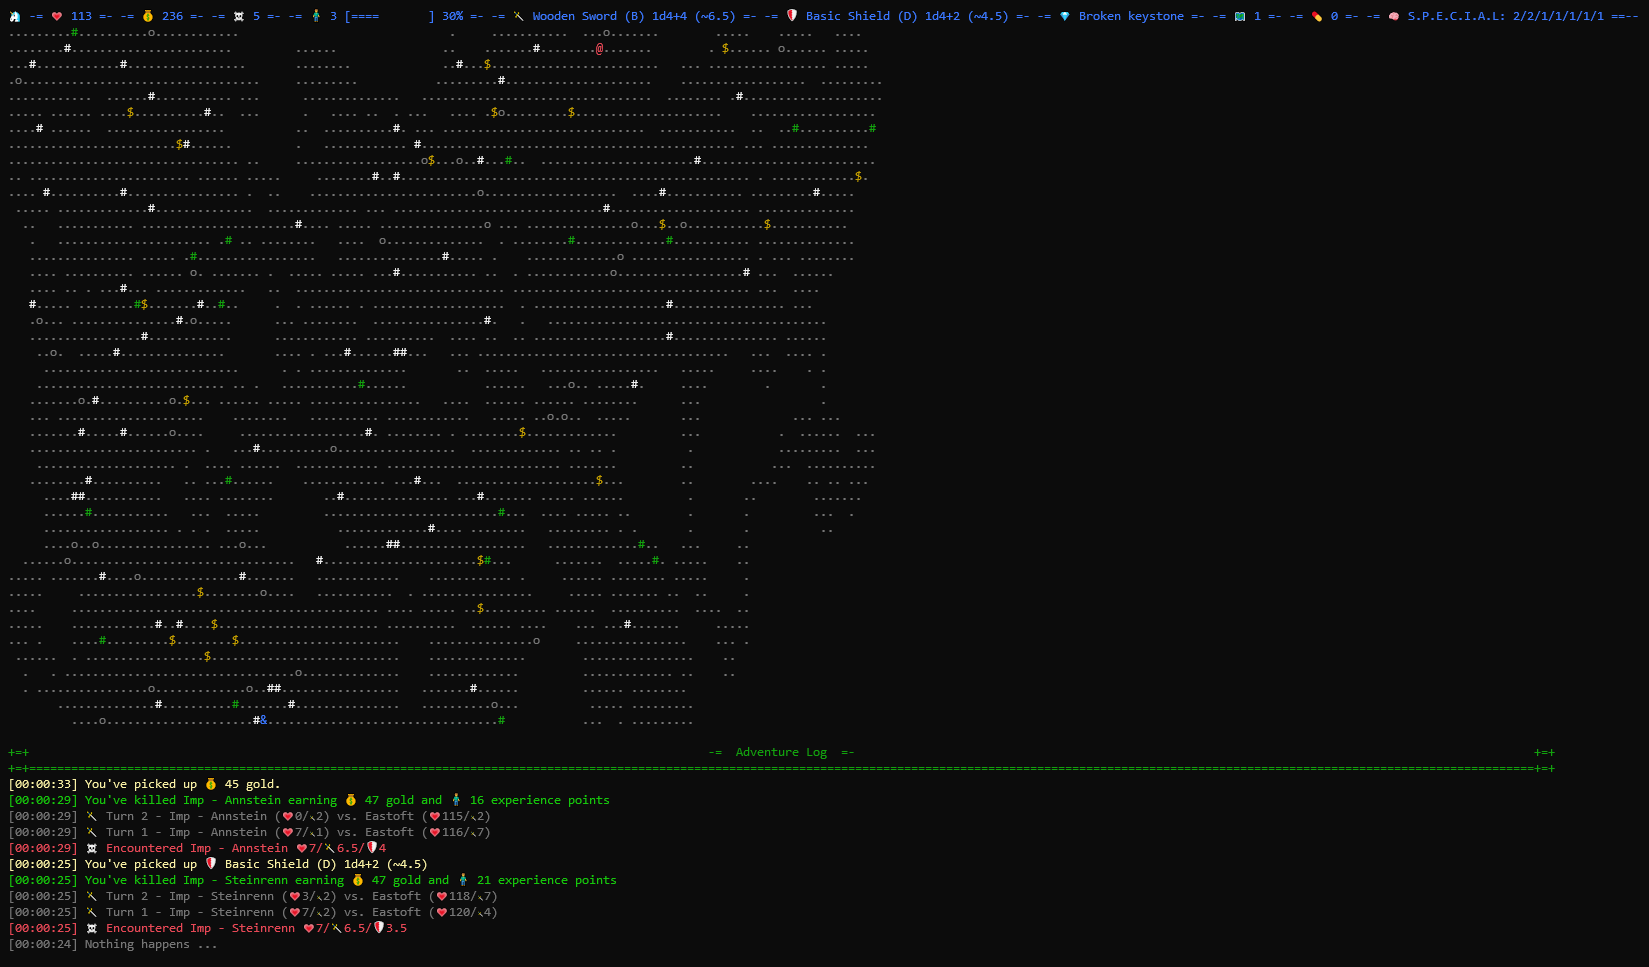 -= 113 =- -= 236 =- -= 5 =- -= 3 [==== ] 30% =- -= Wooden Sword (B) 1d4+4 (~6.5) =- -= Basic Shield (D) 1d4+2 (~4.5) =- -= Broken keystone =- -= 1 =- -= 0 =- -= S.P.E.C.I.A.L: 2/2/1/1/1/1/1 ==--
+=+ -= Adventure Log =- +=+
[00:00:33] You've picked up 45 gold.
[00:00:29] You've killed Imp - Annstein earning 47 gold and 16 experience points
[00:00:29] Turn 2 - Imp - Annstein (0/2) vs. Eastoft (115/2)
[00:00:29] Turn 1 - Imp - Annstein (7/1) vs. Eastoft (116/7)
[00:00:29] Encountered Imp - Annstein 7/6.5/4
[00:00:25] You've picked up Basic Shield (D) 1d4+2 (~4.5)
[00:00:25] You've killed Imp - Steinrenn earning 47 gold and 21 experience points
[00:00:25] Turn 2 - Imp - Steinrenn (3/2) vs. Eastoft (118/7)
[00:00:25] Turn 1 - Imp - Steinrenn (7/2) vs. Eastoft (120/4)
[00:00:25] Encountered Imp - Steinrenn 7/6.5/3.5
[00:00:24] Nothing happens ...